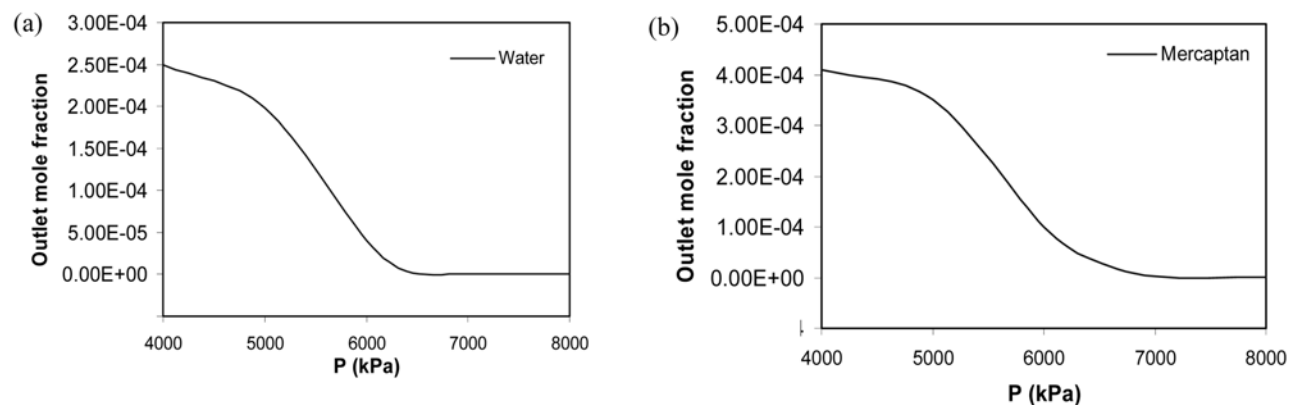 (a)
Outlet mole fraction
3.00E-04
2.50E-04
2.00E-04
1.50E-04
1.00E-04
5.00E-05
0.00E+00
Water
4000 5000 6000 7000 8000
P (kPa)
(b)
Outlet mole fraction
5.00E-04
4.00E-04
3.00E-04
2.00E-04
1.00E-04
0.00E+00
Mercaptan
4000 5000 6000 7000 8000
P (kPa)